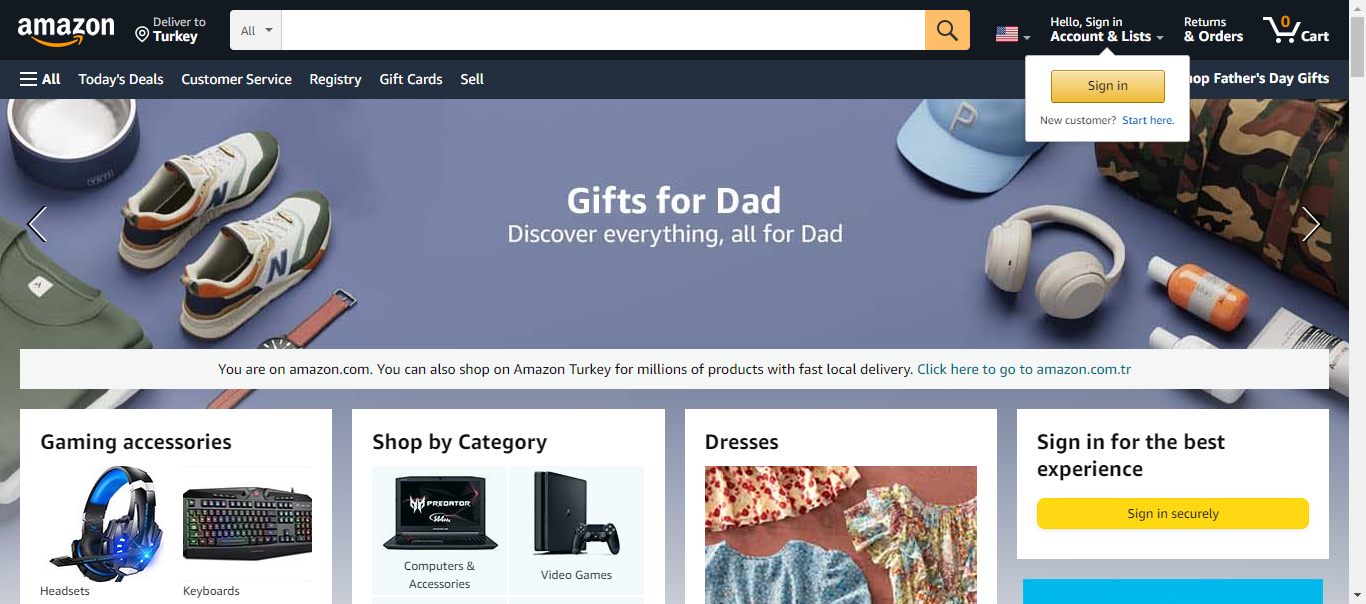 amazon
Deliver to
Turkey
All
Hello, Sign in
Account & Lists
Returns
& Orders
0
Cart
All
Today's Deals
Customer Service
Registry
Gift Cards
Sell
Father's Day Gifts
Sign in
New customer? Start here.
YETI
P
N
N
A
Gifts for Dad
Discover everything, all for Dad
You are on amazon.com. You can also shop on Amazon Turkey for millions of products with fast local delivery. Click here to go to amazon.com.tr
Gaming accessories
Headsets
Keyboards
Shop by Category
PREDATOR
Computers &
Accessories
Video Games
Dresses
Sign in for the best
experience
Sign in securely